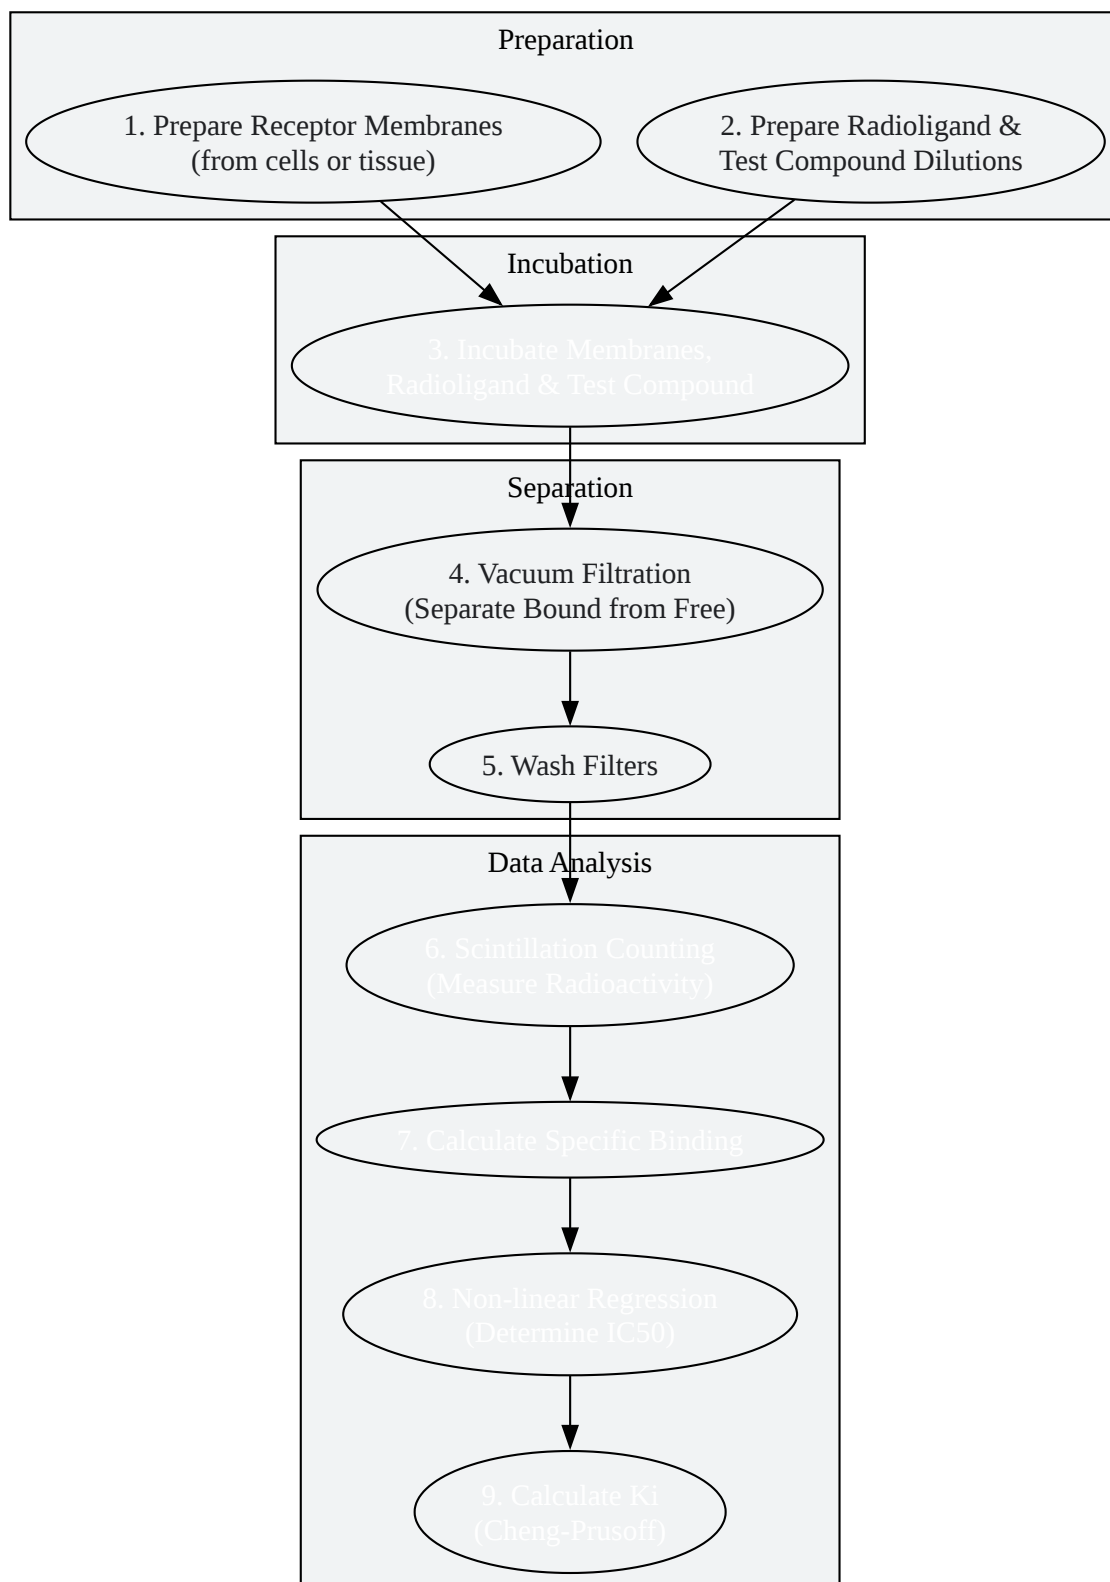 Preparation
1. Prepare Receptor Membranes
(from cells or tissue)
2. Prepare Radioligand &
Test Compound Dilutions
Incubation
3. Incubate Membranes,
Radioligand & Test Compound
Separation
4. Vacuum Filtration
(Separate Bound from Free)
5. Wash Filters
Data Analysis
6. Scintillation Counting
(Measure Radioactivity)
7. Calculate Specific Binding
8. Non-linear Regression
(Determine IC50)
9. Calculate Ki
(Cheng-Prusoff)